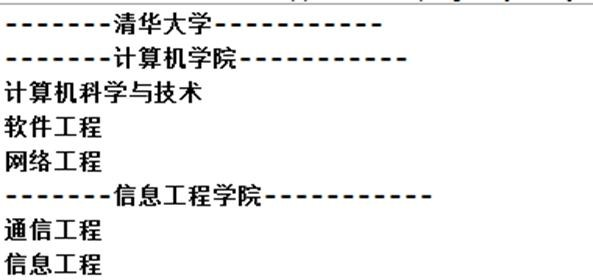 -------清华大学-----------
-------计算机学院-----------
计算机科学与技术
软件工程
网络工程
-------信息工程学院-----------
通信工程
信息工程